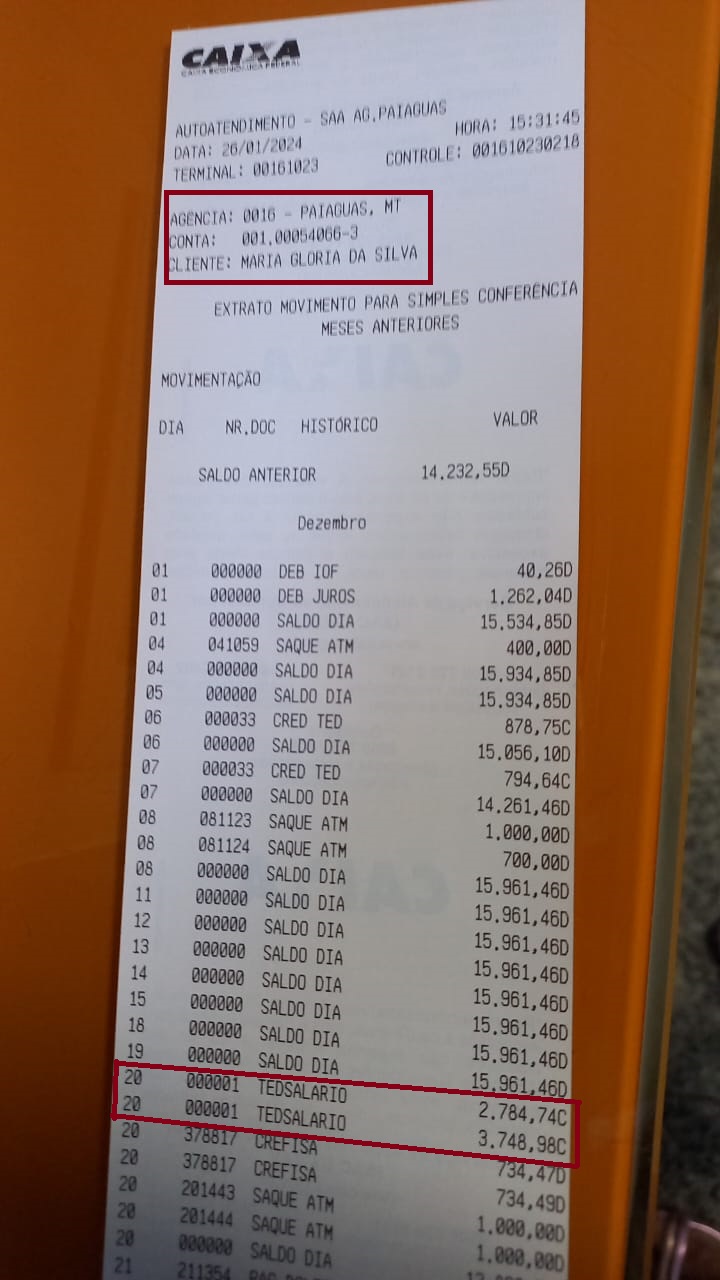 CAIXA
CAIXA ECONÔMICA FEDERAL
AUTOATENDIMENTO - SAA AG.PAIAGUAS
DATA: 26/01/2024 HORA: 15:31:45
TERMINAL: 00161023 CONTROLE: 001610230218
AGÊNCIA: 0016 - PAIAGUAS, MT
CONTA: 001.00054066-3
CLIENTE: MARIA GLORIA DA SILVA
EXTRATO MOVIMENTO PARA SIMPLES CONFERÊNCIA
MESES ANTERIORES
MOVIMENTAÇÃO
DIA NR.DOC HISTÓRICO VALOR
SALDO ANTERIOR 14.232,55D
Dezembro
01 000000 DEB IOF 40,26D
01 000000 DEB JUROS 1.262,04D
01 000000 SALDO DIA 15.534,85D
04 041059 SAQUE ATM 400,00D
04 000000 SALDO DIA 15.934,85D
05 000000 SALDO DIA 15.934,85D
06 000033 CRED TED 878,75C
06 000000 SALDO DIA 15.056,10D
07 000033 CRED TED 794,64C
07 000000 SALDO DIA 14.261,46D
08 081123 SAQUE ATM 1.000,00D
08 081124 SAQUE ATM 700,00D
08 000000 SALDO DIA 15.961,46D
11 000000 SALDO DIA 15.961,46D
12 000000 SALDO DIA 15.961,46D
13 000000 SALDO DIA 15.961,46D
14 000000 SALDO DIA 15.961,46D
15 000000 SALDO DIA 15.961,46D
18 000000 SALDO DIA 15.961,46D
19 000000 SALDO DIA 15.961,46D
20 000001 TEDSALARIO 2.784,74C
20 000001 TEDSALARIO 3.748,98C
20 378817 CREFISA 734,47D
20 378817 CREFISA 734,49D
20 201443 SAQUE ATM 1.000,00D
20 201444 SAQUE ATM 1.000,00D
20 000000 SALDO DIA
21 211354